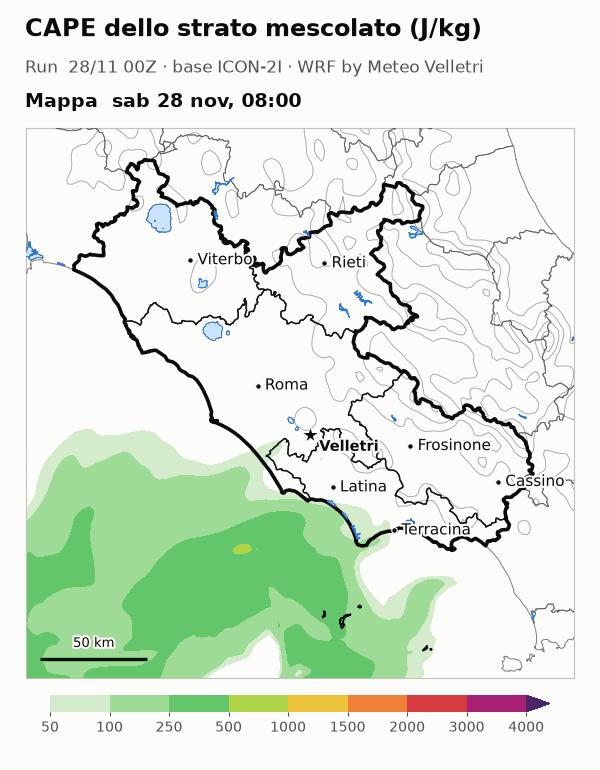 CAPE dello strato mescolato (J/kg)
Run  28/11 00Z · base ICON-2I · WRF by Meteo Velletri
Mappa  sab 28 nov, 08:00
Viterbo
Rieti
Roma
Velletri
Frosinone
Cassino
Latina
Terracina
50 km
50 100 250 500 1000 1500 2000 3000 4000